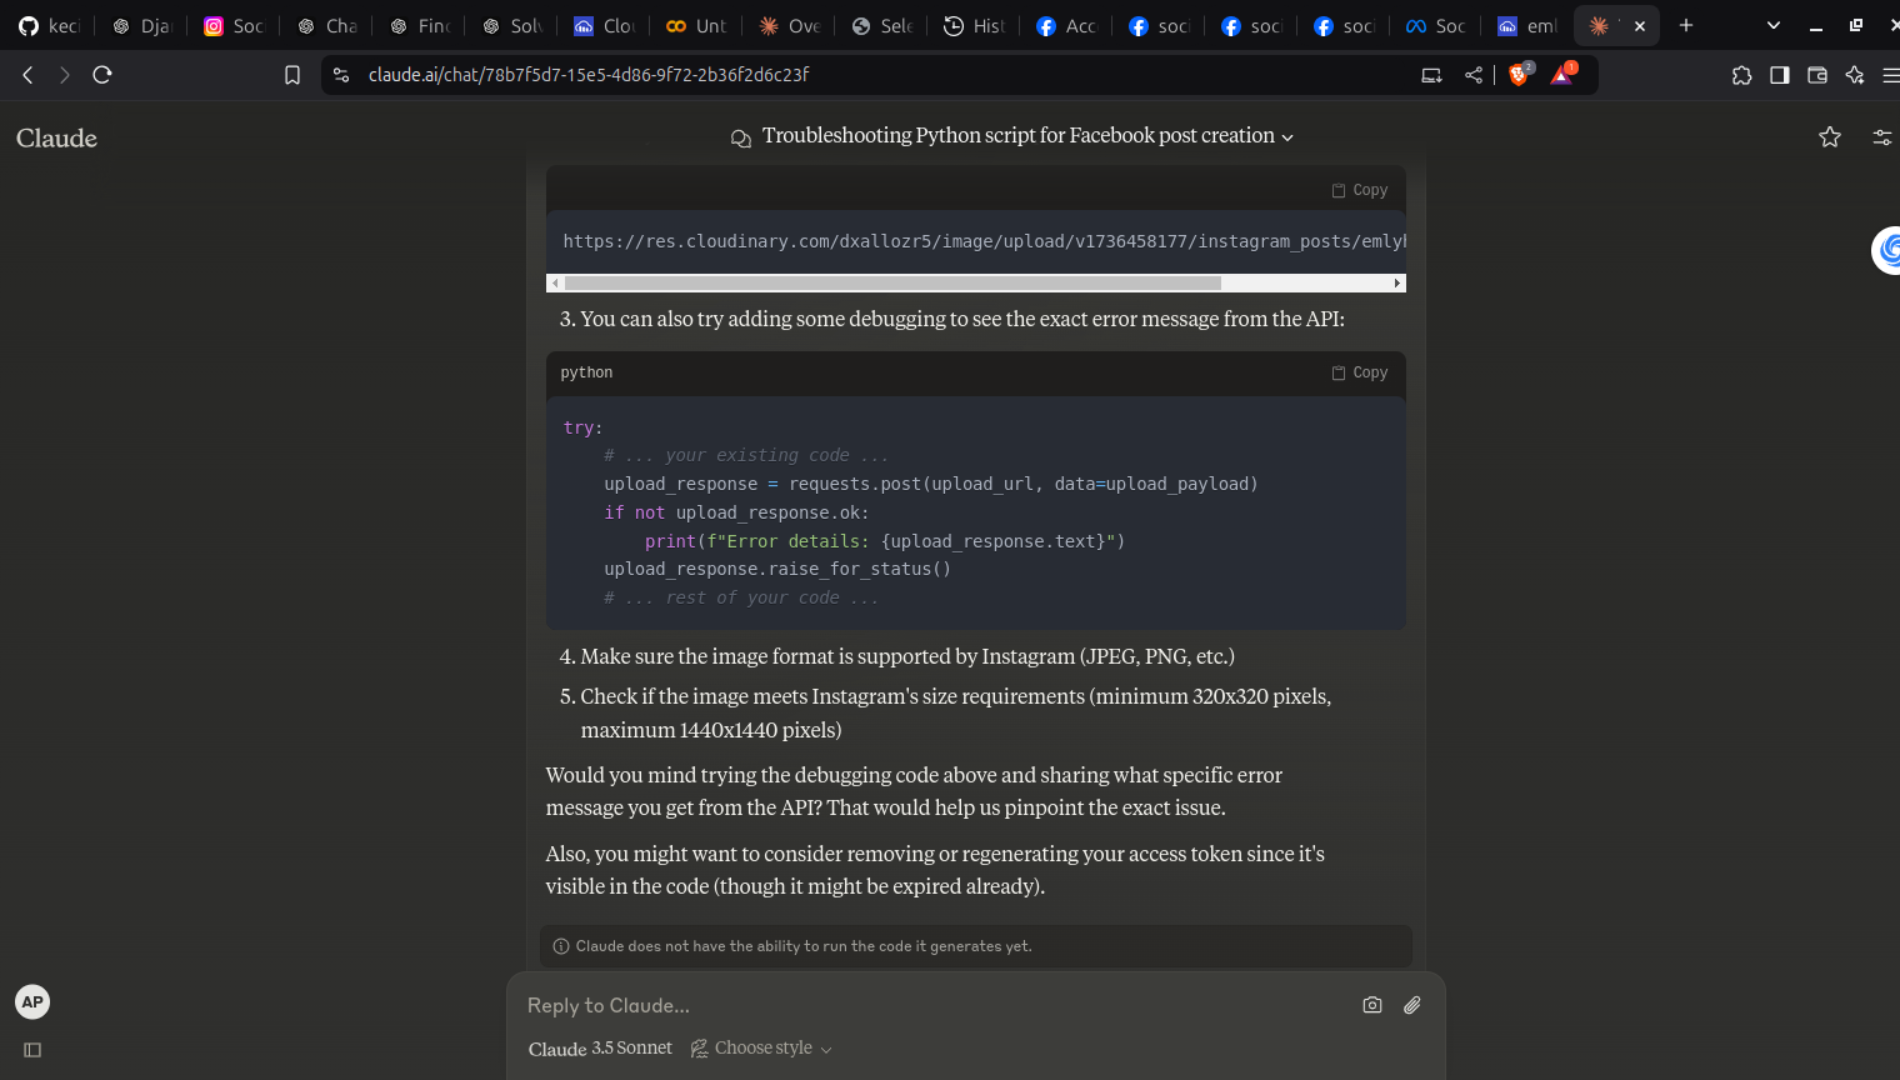 keci
Djar
Soc
Cha
Finc
Solv
Clou
Unt
Ove
Sele
Hist
Acc
soci
soci
soci
Soc
eml
claude.ai/chat/78b7f5d7-15e5-4d86-9f72-2b36f2d6c23f
2
1
Claude
Troubleshooting Python script for Facebook post creation
Copy
https://res.cloudinary.com/dxallozr5/image/upload/v1736458177/instagram_posts/emlyh
3. You can also try adding some debugging to see the exact error message from the API:
python
Copy
try:
# ... your existing code ...
upload_response = requests.post(upload_url, data=upload_payload)
if not upload_response.ok:
print(f"Error details: {upload_response.text}")
upload_response.raise_for_status()
# ... rest of your code ...
4. Make sure the image format is supported by Instagram (JPEG, PNG, etc.)
5. Check if the image meets Instagram's size requirements (minimum 320x320 pixels,
maximum 1440x1440 pixels)
Would you mind trying the debugging code above and sharing what specific error
message you get from the API? That would help us pinpoint the exact issue.
Also, you might want to consider removing or regenerating your access token since it's
visible in the code (though it might be expired already).
Claude does not have the ability to run the code it generates yet.
AP
Reply to Claude...
Claude 3.5 Sonnet
Choose style